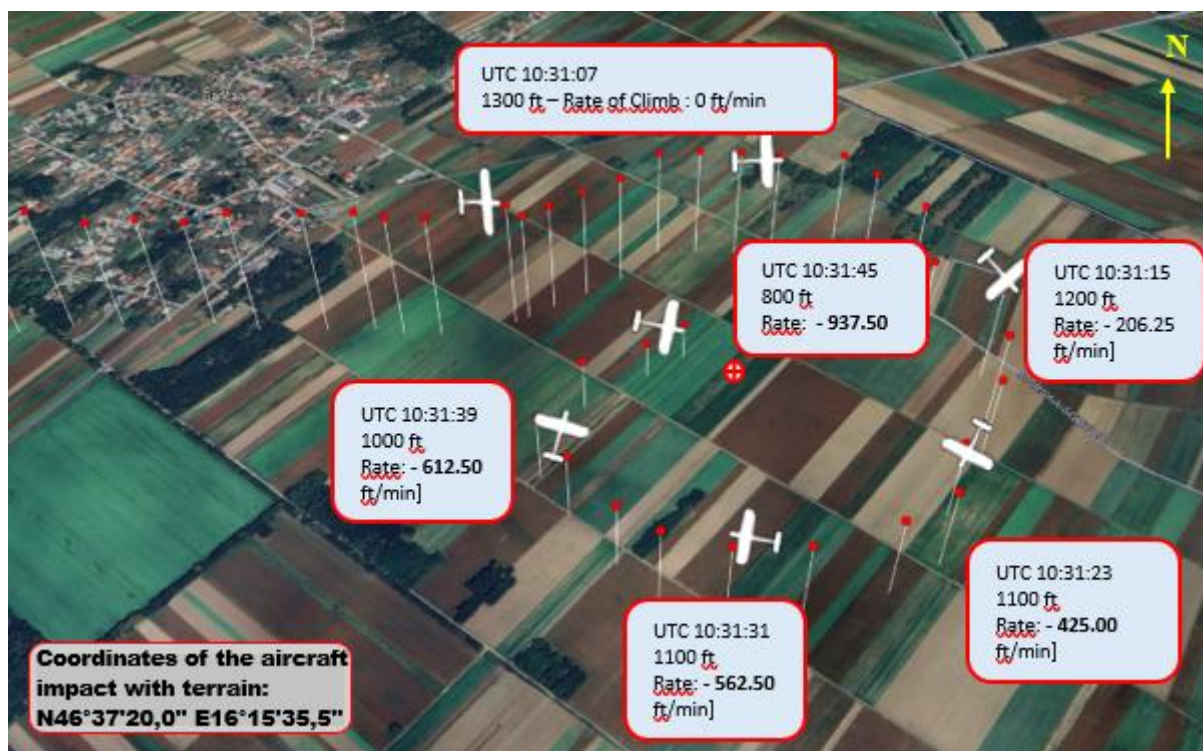 UTC 10:31:07
1300 ft – Rate of Climb : 0 ft/min
N
UTC 10:31:45
800 ft
Rate: - 937.50
UTC 10:31:15
1200 ft
Rate: - 206.25
ft/min]
UTC 10:31:39
1000 ft
Rate: - 612.50
ft/min]
UTC 10:31:23
1100 ft
Rate: - 425.00
ft/min]
UTC 10:31:31
1100 ft
Rate: - 562.50
ft/min]
Coordinates of the aircraft
impact with terrain:
N46°37'20,0" E16°15'35,5"